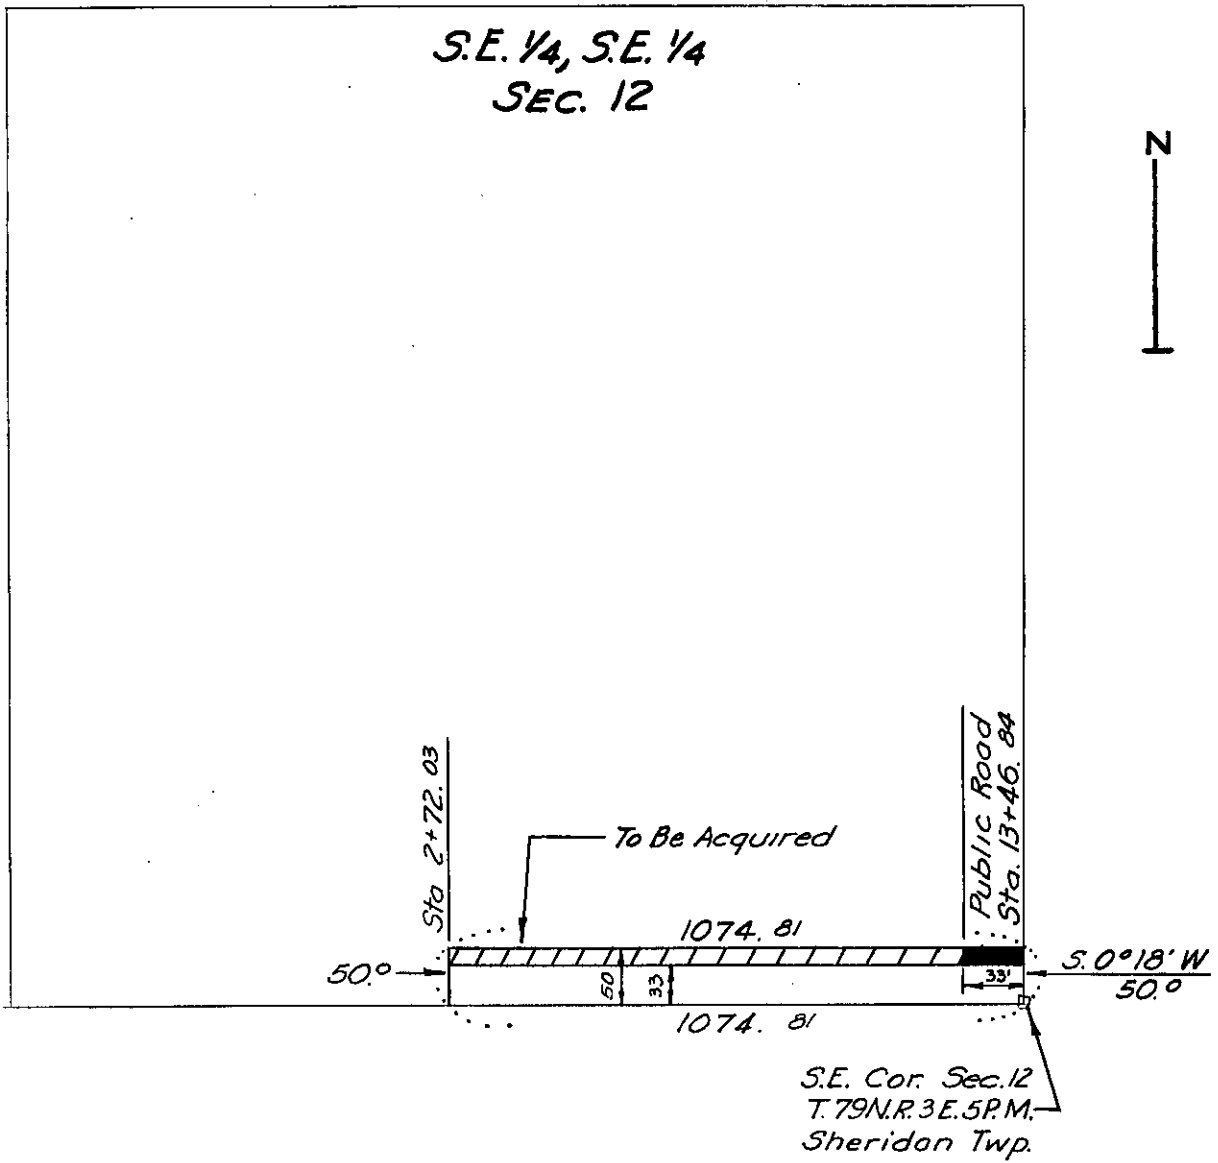 S.E. 1/4, S.E. 1/4
SEC. 12
N
Sta 2+72.03
Public Road
Sta. 13+46.84
To Be Acquired
1074.81
50.0
50
33
33'
S. 0°18' W
50.0
1074.81
S.E. Cor. Sec.12
T.79N.R.3E.5P.M.
Sheridan Twp.